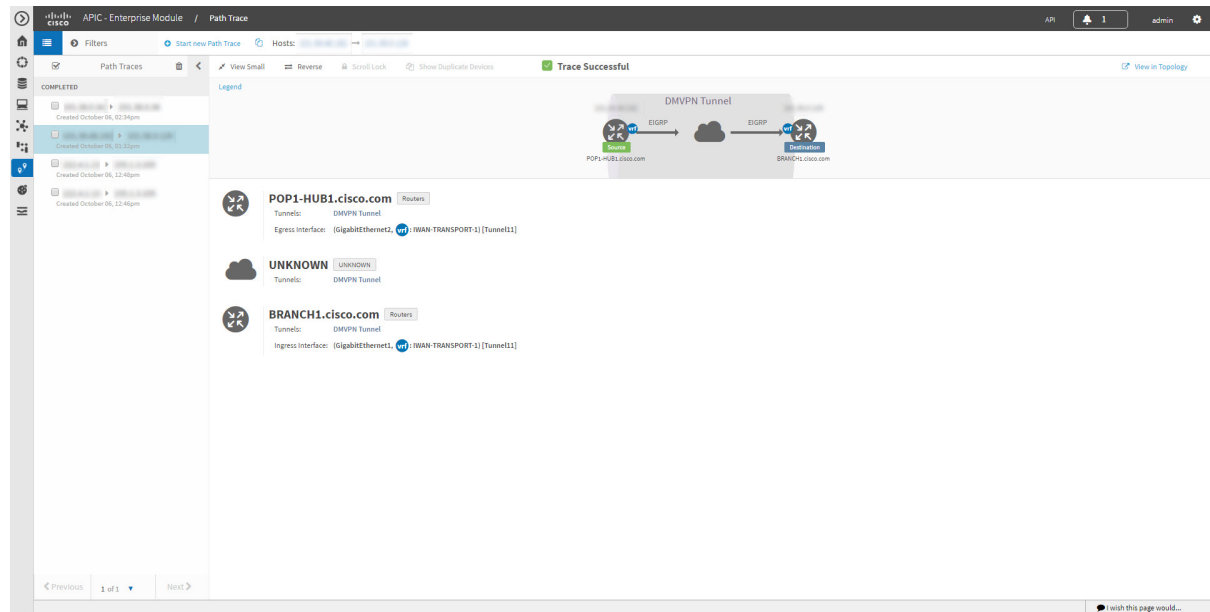 CISCO APIC - Enterprise Module / Path Trace API 1 admin
Filters Start new Path Trace Hosts: →
Path Traces View Small Reverse Scroll Lock Show Duplicate Devices Trace Successful View in Topology
COMPLETED
Created October 06, 02:34pm
Created October 06, 12:48pm
Created October 06, 12:46pm
Legend
DMVPN Tunnel
EIGRP EIGRP
vrf vrf
Source Destination
POP1-HUB1.cisco.com BRANCH1.cisco.com
POP1-HUB1.cisco.com Routers
Tunnels: DMVPN Tunnel
Egress Interface: (GigabitEthernet2, vrf : IWAN-TRANSPORT-1) [Tunnel11]
UNKNOWN UNKNOWN
Tunnels: DMVPN Tunnel
BRANCH1.cisco.com Routers
Tunnels: DMVPN Tunnel
Ingress Interface: (GigabitEthernet1, vrf : IWAN-TRANSPORT-1) [Tunnel11]
Previous 1 of 1 Next
I wish this page would...